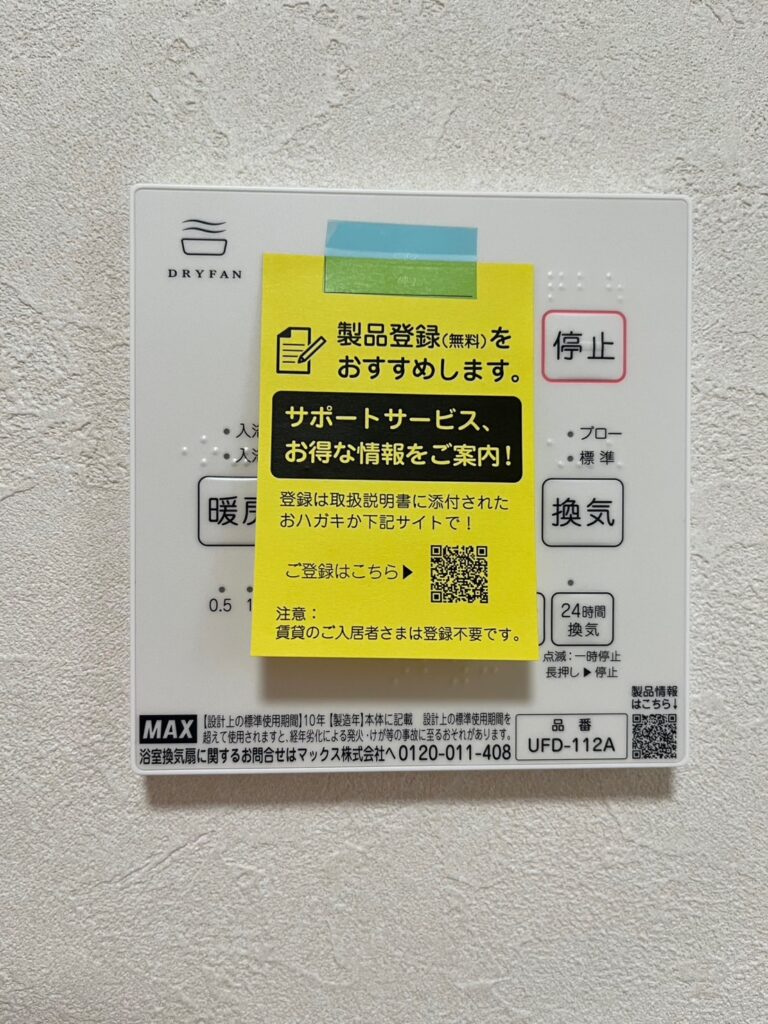 DRYFAN
製品登録(無料)を
おすすめします。
サポートサービス、
お得な情報をご案内!
登録は取扱説明書に添付された
おハガキか下記サイトで!
ご登録はこちら▶
注意:
賃貸のご入居者さまは登録不要です。
停止
ブロー
標準
換気
0.5
24時間
換気
点滅:一時停止
長押し▶停止
製品情報
はこちら↓
MAX
【設計上の標準使用期間】10年【製造年】本体に記載 設計上の標準使用期間を
超えて使用されますと、経年劣化による発火・けが等の事故に至るおそれがあります。
浴室換気扇に関するお問合せはマックス株式会社へ 0120-011-408
品番
UFD-112A